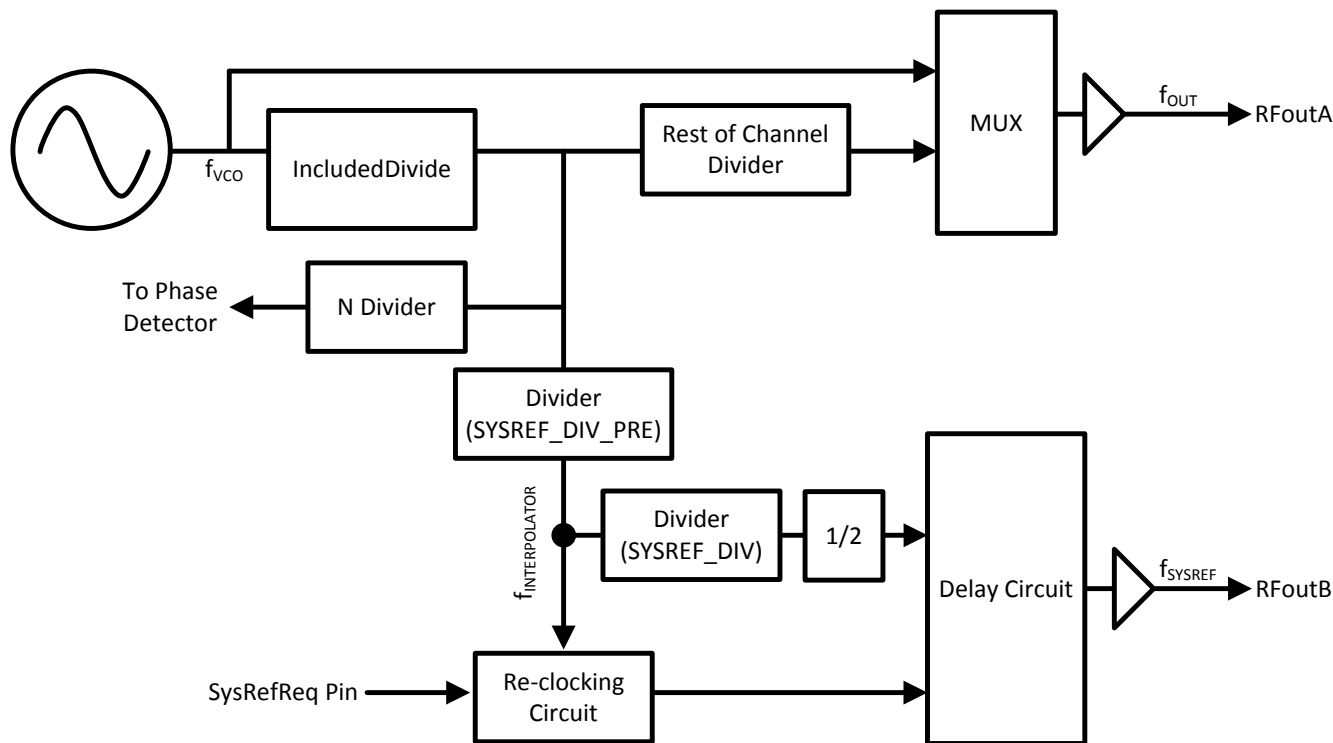 MUX
fOUT
RFoutA
Rest of Channel
Divider
fVCO
IncludedDivide
To Phase
Detector
N Divider
Divider
(SYSREF_DIV_PRE)
fINTERPOLATOR
Divider
(SYSREF_DIV)
1/2
Delay Circuit
fSYSREF
RFoutB
SysRefReq Pin
Re-clocking
Circuit